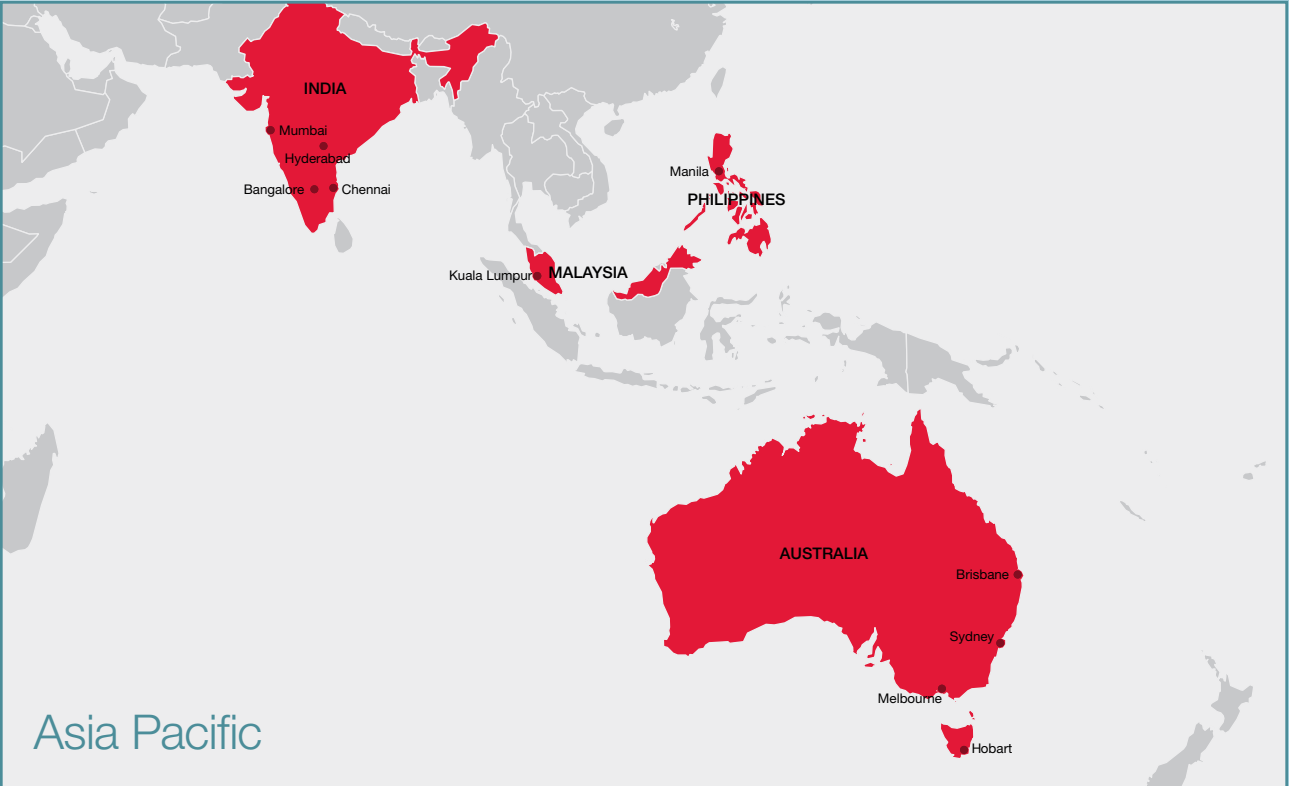 INDIA
Mumbai
Hyderabad
Bangalore
Chennai
Manila
PHILIPPINES
Kuala Lumpur
MALAYSIA
AUSTRALIA
Brisbane
Sydney
Melbourne
Hobart
Asia Pacific